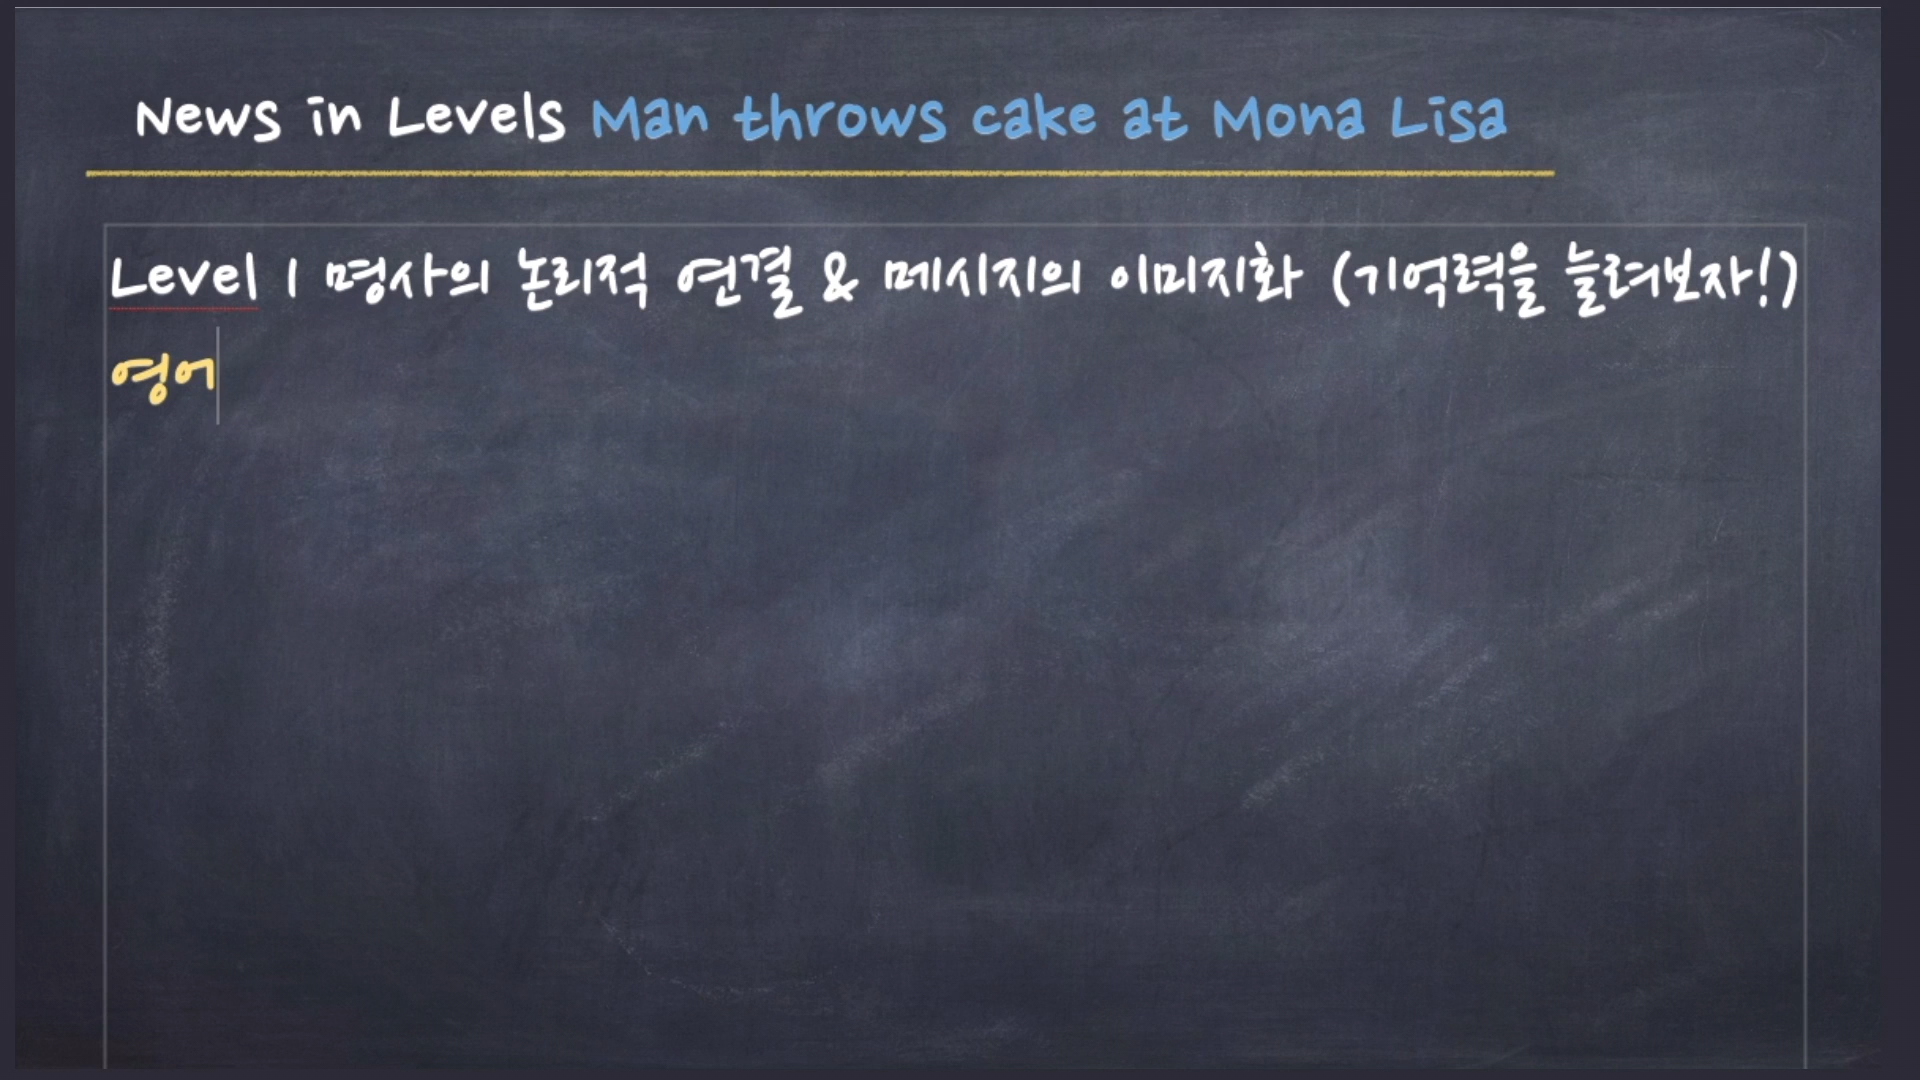 News in Levels Man throws cake at Mona Lisa
Level 1 명사의 논리적 연결 & 메시지의 이미지화 (기억력을 늘려보자!)
영어